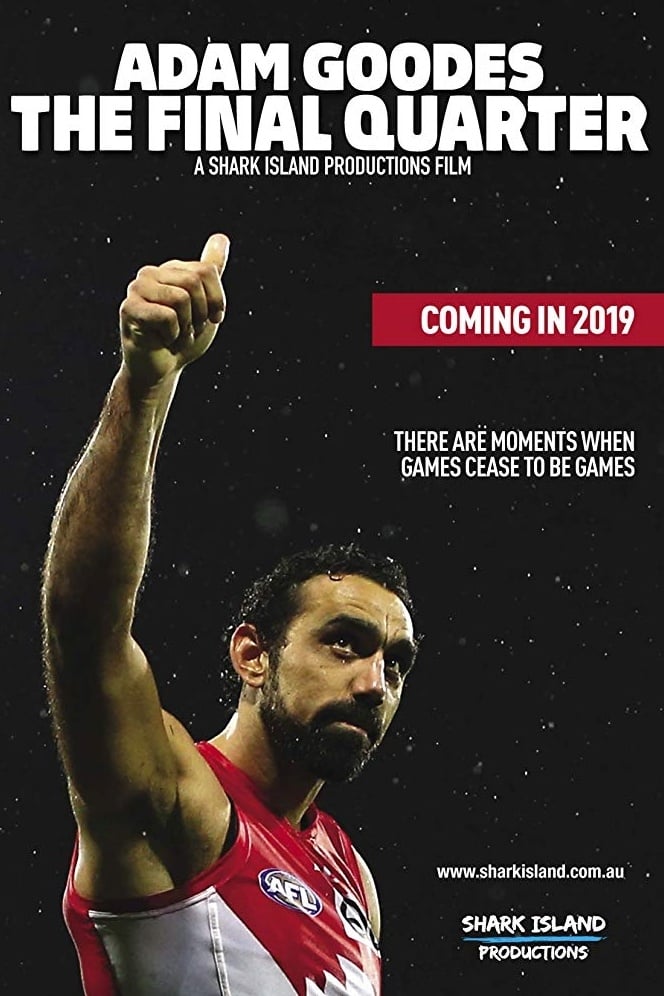 ADAM GOODES
THE FINAL QUARTER
A SHARK ISLAND PRODUCTIONS FILM
COMING IN 2019
THERE ARE MOMENTS WHEN
GAMES CEASE TO BE GAMES
AFL
www.sharkisland.com.au
SHARK ISLAND
PRODUCTIONS